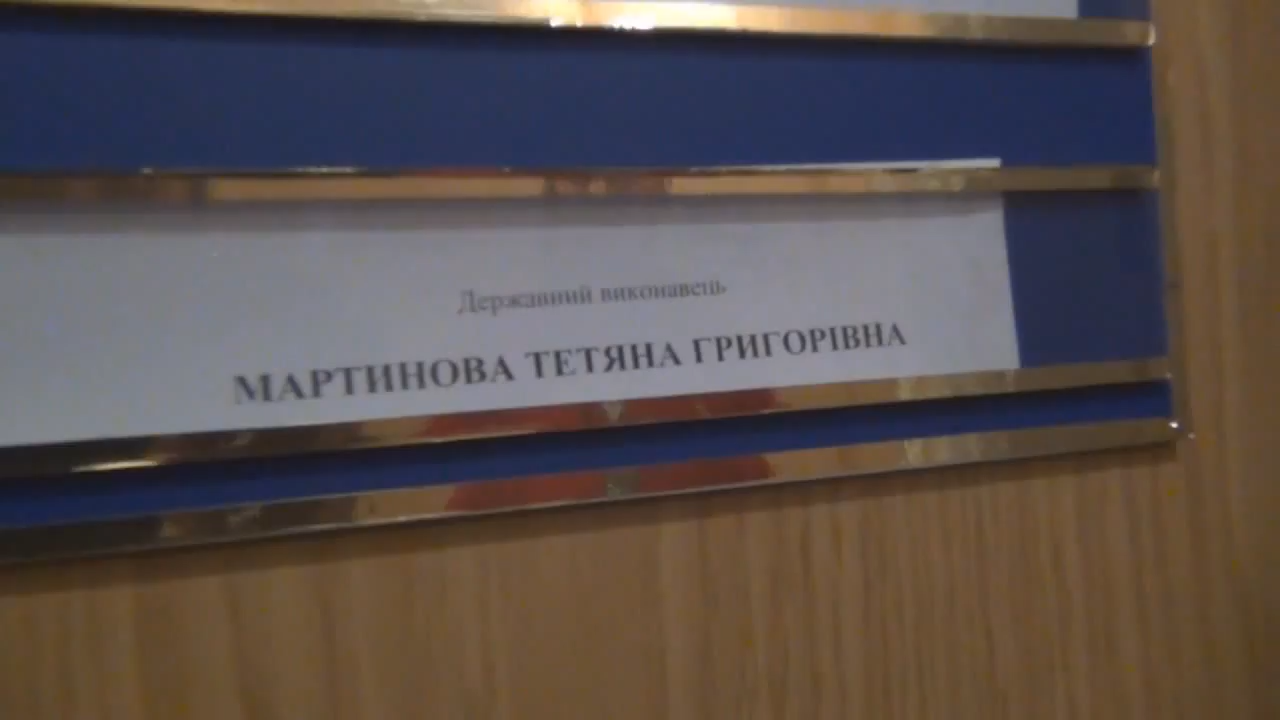 Державний виконавець
МАРТИНОВА ТЕТЯНА ГРИГОРІВНА